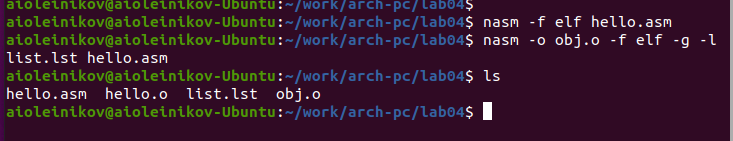 aioleinikov@aioleinikov-Ubuntu:~/work/arch-pc/lab04$
aioleinikov@aioleinikov-Ubuntu:~/work/arch-pc/lab04$ nasm -f elf hello.asm
aioleinikov@aioleinikov-Ubuntu:~/work/arch-pc/lab04$ nasm -o obj.o -f elf -g -l
list.lst hello.asm
aioleinikov@aioleinikov-Ubuntu:~/work/arch-pc/lab04$ ls
hello.asm  hello.o  list.lst  obj.o
aioleinikov@aioleinikov-Ubuntu:~/work/arch-pc/lab04$